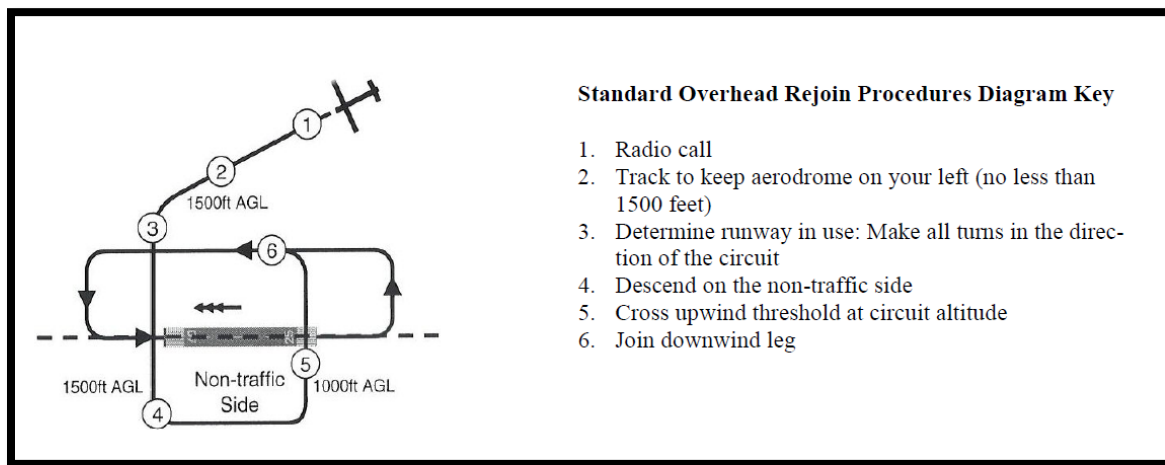 1
2
1500ft AGL
3
6
5
1500ft AGL
Non-traffic
Side
1000ft AGL
4
Standard Overhead Rejoin Procedures Diagram Key
1. Radio call
2. Track to keep aerodrome on your left (no less than
1500 feet)
3. Determine runway in use: Make all turns in the direc-
tion of the circuit
4. Descend on the non-traffic side
5. Cross upwind threshold at circuit altitude
6. Join downwind leg